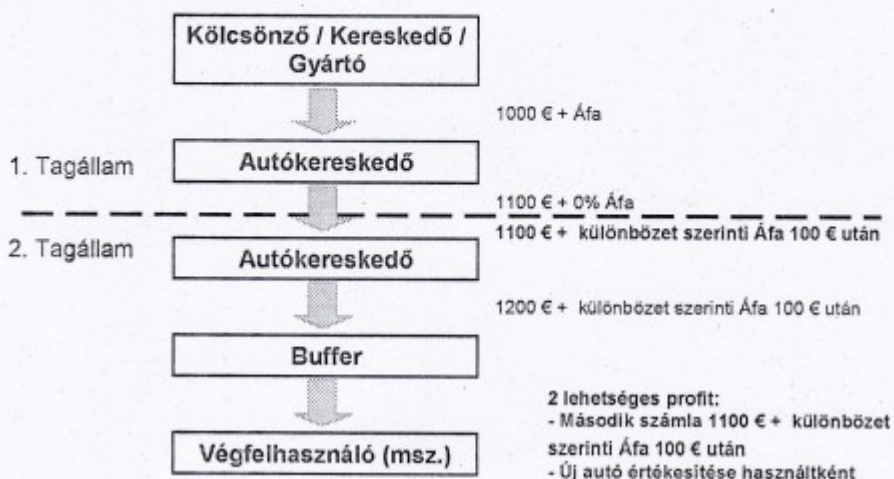 Kölcsönző / Kereskedő /
Gyártó
1000 € + Áfa
1. Tagállam
Autókereskedő
1100 € + 0% Áfa
1100 € + különbözet szerinti Áfa 100 € után
2. Tagállam
Autókereskedő
1200 € + különbözet szerinti Áfa 100 € után
Buffer
2 lehetséges profit:
- Második számla 1100 € + különbözet
szerinti Áfa 100 € után
- Új autó értékesítése használtként
Végfelhasználó (msz.)